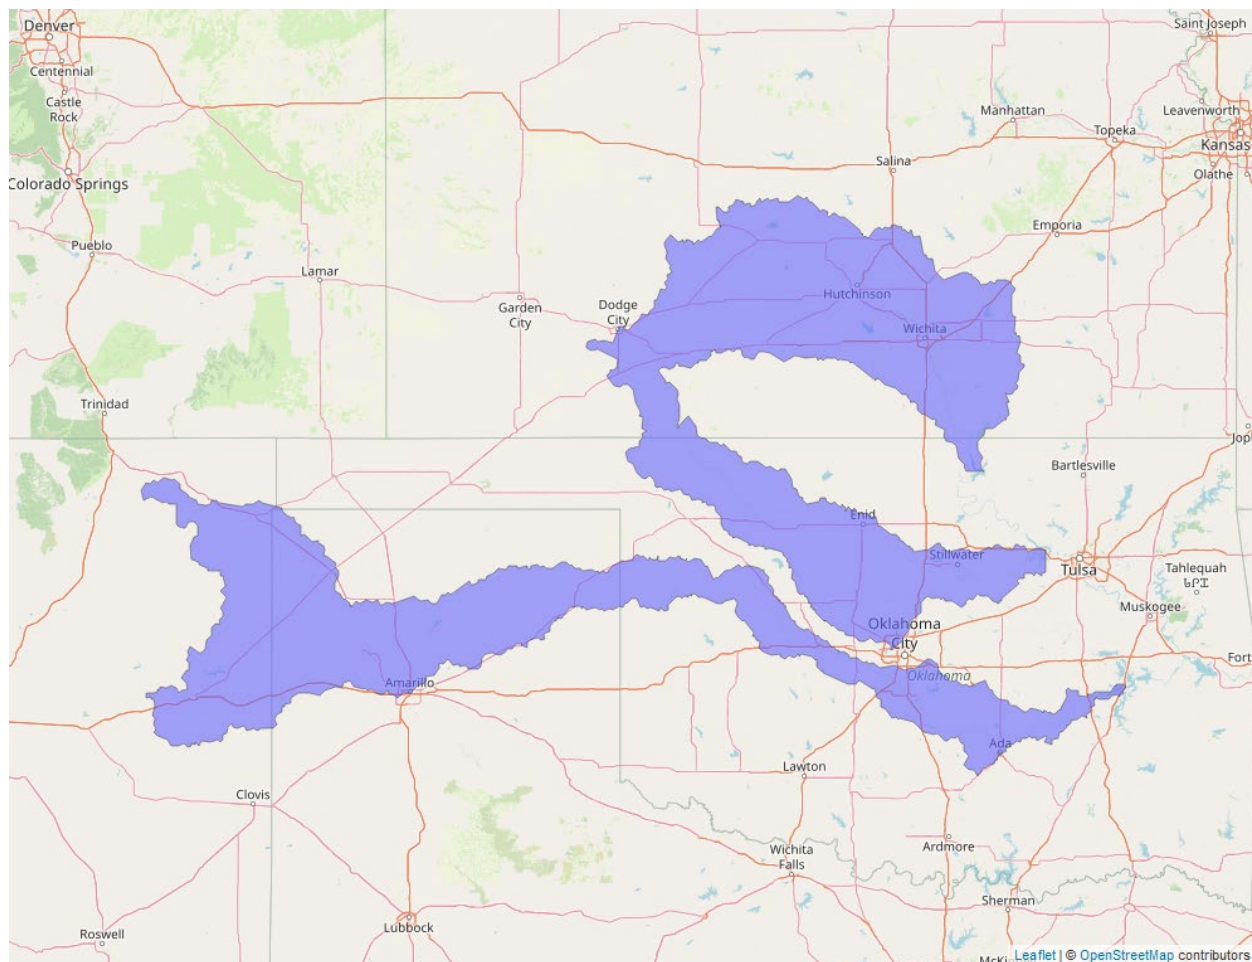 Denver
Saint Joseph
Centennial
Castle
Rock
Manhattan
Leavenworth
Topeka
Kansas
Salina
Olathe
Colorado Springs
Emporia
Pueblo
Lamar
Garden
City
Dodge
City
Hutchinson
Wichita
Trinidad
Jop
Bartlesville
Enid
Stillwater
Tulsa
Tahlequah
ᏓᎵᏆ
Muskogee
Oklahoma
City
Fort
Oklahoma
Amarillo
Ada
Lawton
Clovis
Ardmore
Wichita
Falls
Sherman
Lubbock
Roswell
McKi
Leaflet | © OpenStreetMap contributors